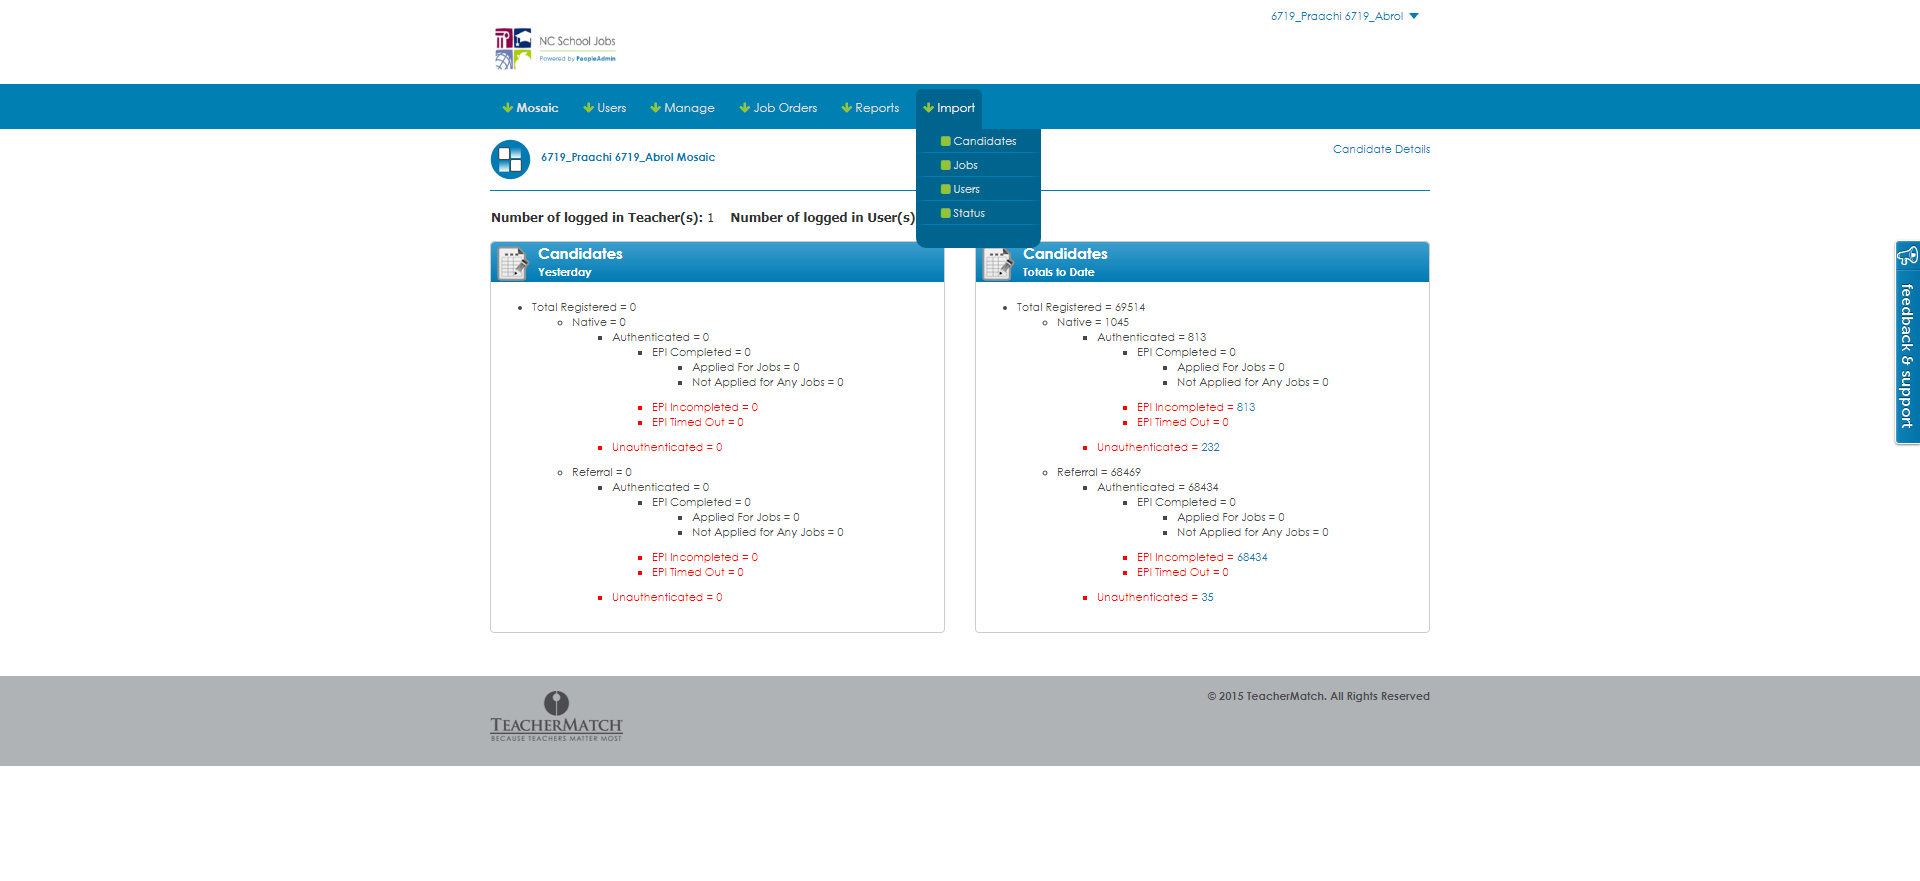 6719_Praachi 6719_Abrol
NC School Jobs
Powered by PeopleAdmin
Mosaic Users Manage Job Orders Reports Import
Candidates
Jobs
Users
Status
6719_Praachi 6719_Abrol Mosaic
Candidate Details
Number of logged in Teacher(s): 1 Number of logged in User(s)
Candidates
Yesterday
Total Registered = 0
Native = 0
Authenticated = 0
EPI Completed = 0
Applied For Jobs = 0
Not Applied for Any Jobs = 0
EPI Incompleted = 0
EPI Timed Out = 0
Unauthenticated = 0
Referral = 0
Authenticated = 0
EPI Completed = 0
Applied For Jobs = 0
Not Applied for Any Jobs = 0
EPI Incompleted = 0
EPI Timed Out = 0
Unauthenticated = 0
Candidates
Totals to Date
Total Registered = 69514
Native = 1045
Authenticated = 813
EPI Completed = 0
Applied For Jobs = 0
Not Applied for Any Jobs = 0
EPI Incompleted = 813
EPI Timed Out = 0
Unauthenticated = 232
Referral = 68469
Authenticated = 68434
EPI Completed = 0
Applied For Jobs = 0
Not Applied for Any Jobs = 0
EPI Incompleted = 68434
EPI Timed Out = 0
Unauthenticated = 35
feedback & support
TEACHERMATCH
BECAUSE TEACHERS MATTER MOST
© 2015 TeacherMatch. All Rights Reserved